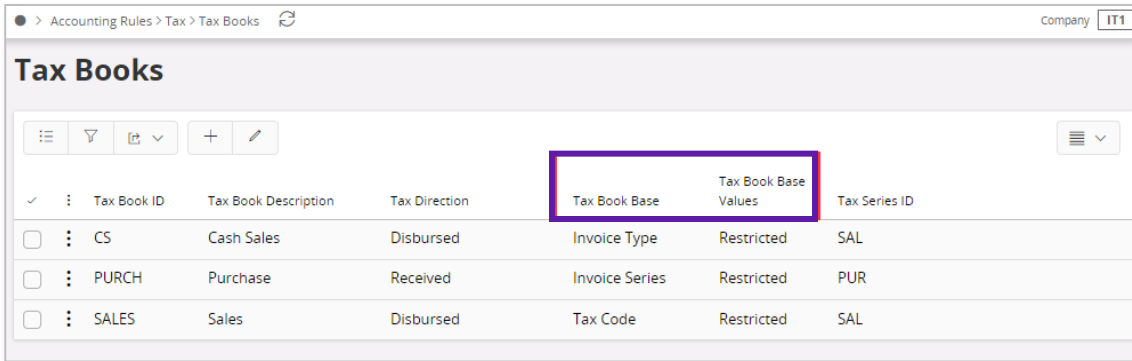 > Accounting Rules > Tax > Tax Books Company IT1
Tax Books
Tax Book ID Tax Book Description Tax Direction Tax Book Base Tax Book Base Values Tax Series ID
CS Cash Sales Disbursed Invoice Type Restricted SAL
PURCH Purchase Received Invoice Series Restricted PUR
SALES Sales Disbursed Tax Code Restricted SAL